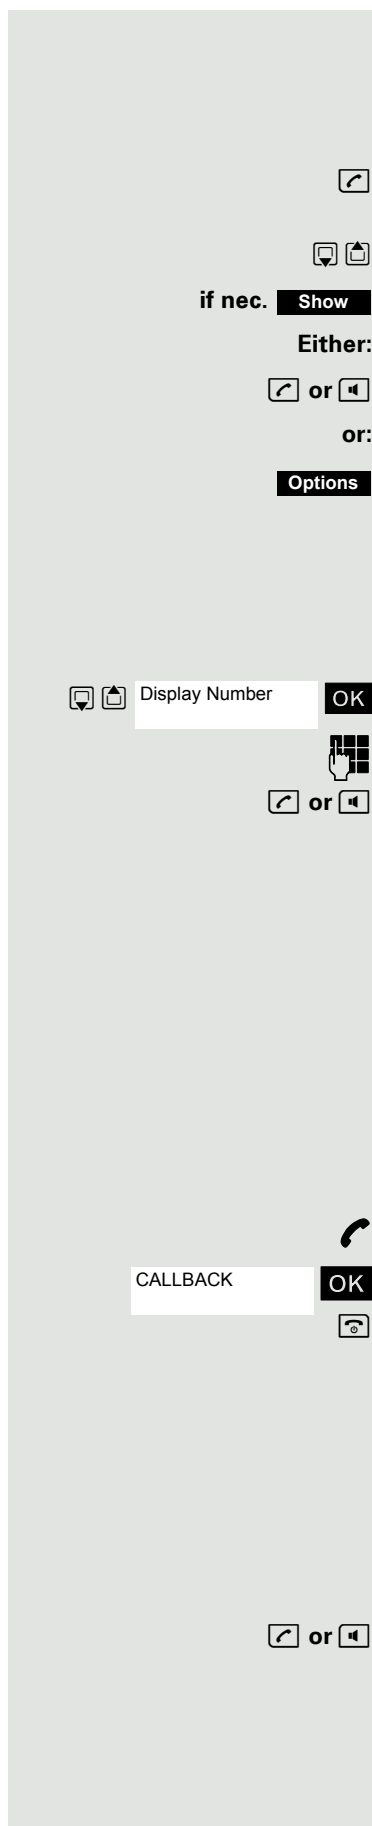 if nec. Show
Either:
or
or:
Options
Display Number OK
or
CALLBACK OK
or